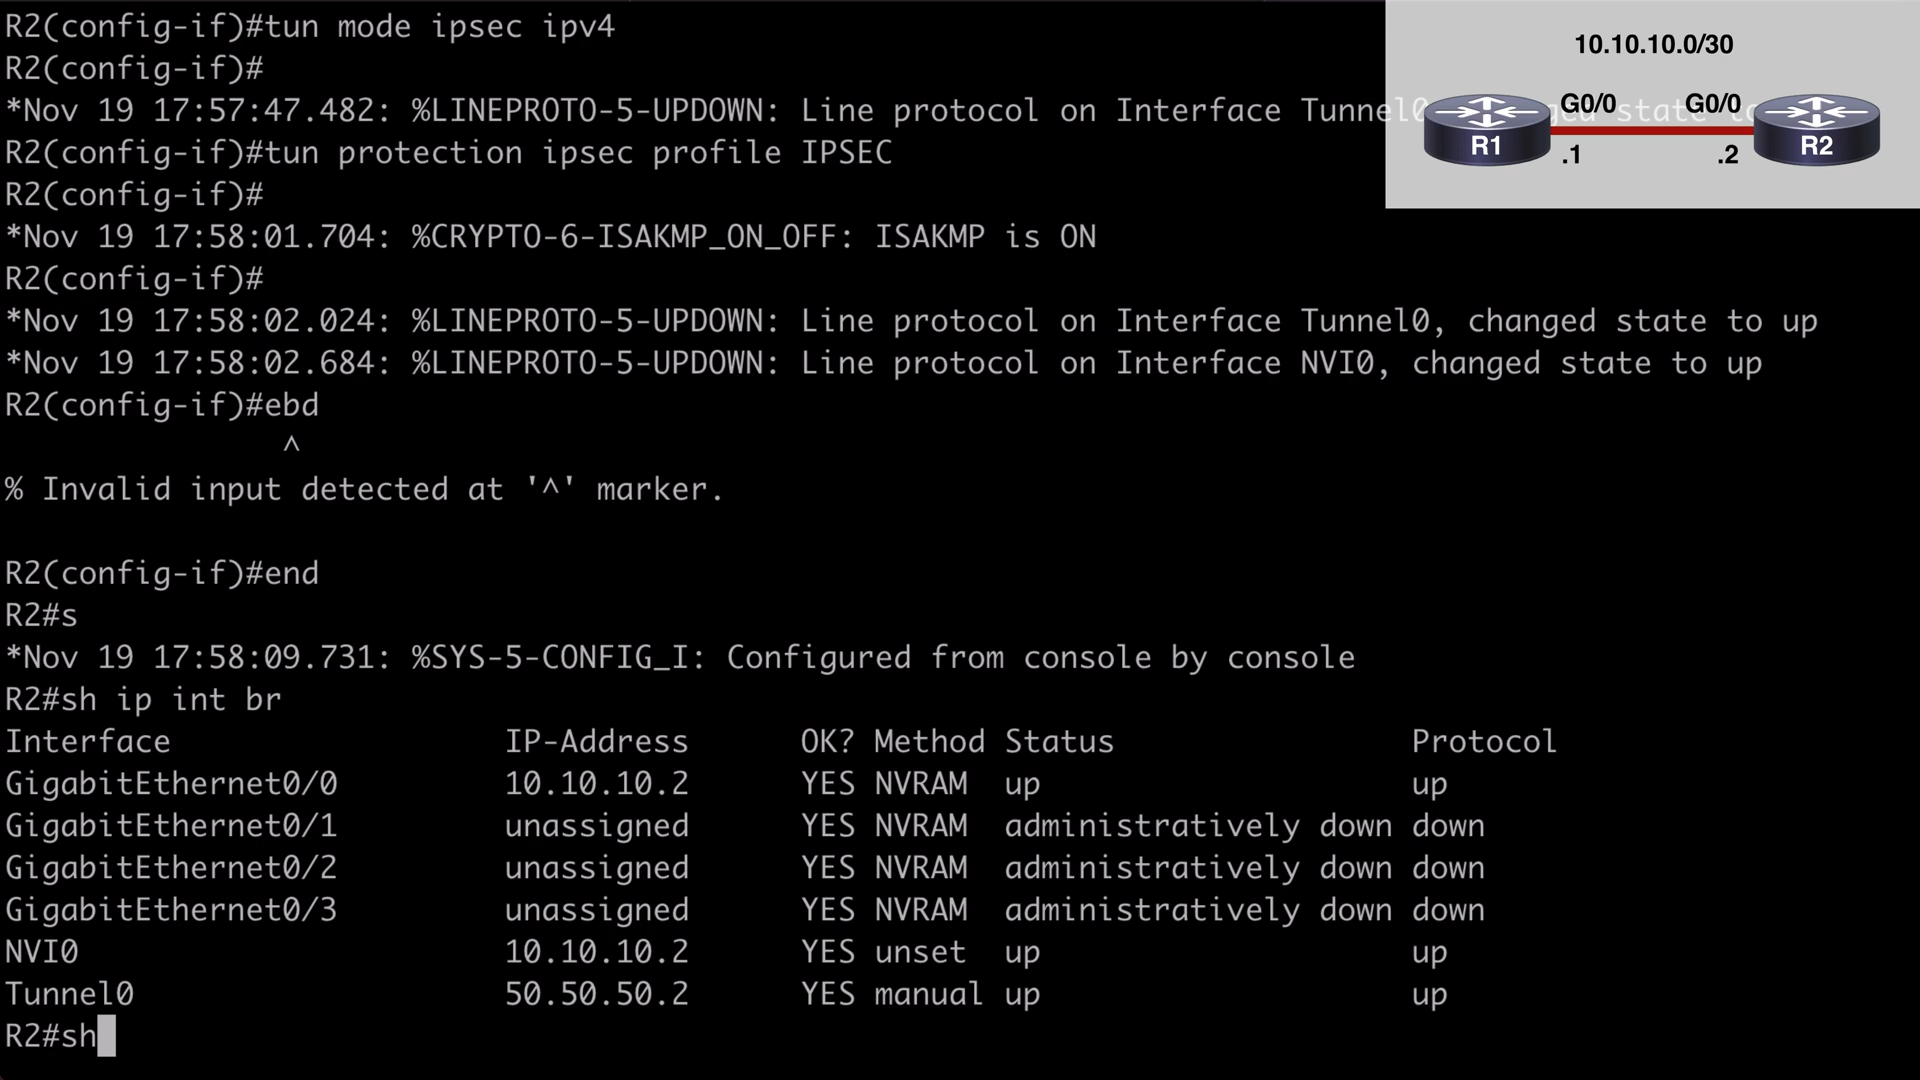 R2(config-if)#tun mode ipsec ipv4
R2(config-if)#
*Nov 19 17:57:47.482: %LINEPROTO-5-UPDOWN: Line protocol on Interface Tunnel0, changed state to
R2(config-if)#tun protection ipsec profile IPSEC
R2(config-if)#
*Nov 19 17:58:01.704: %CRYPTO-6-ISAKMP_ON_OFF: ISAKMP is ON
R2(config-if)#
*Nov 19 17:58:02.024: %LINEPROTO-5-UPDOWN: Line protocol on Interface Tunnel0, changed state to up
*Nov 19 17:58:02.684: %LINEPROTO-5-UPDOWN: Line protocol on Interface NVI0, changed state to up
R2(config-if)#ebd
^
% Invalid input detected at '^' marker.
R2(config-if)#end
R2#s
*Nov 19 17:58:09.731: %SYS-5-CONFIG_I: Configured from console by console
R2#sh ip int br
Interface IP-Address OK? Method Status Protocol
GigabitEthernet0/0 10.10.10.2 YES NVRAM up up
GigabitEthernet0/1 unassigned YES NVRAM administratively down down
GigabitEthernet0/2 unassigned YES NVRAM administratively down down
GigabitEthernet0/3 unassigned YES NVRAM administratively down down
NVI0 10.10.10.2 YES unset up up
Tunnel0 50.50.50.2 YES manual up up
R2#sh
10.10.10.0/30
G0/0 G0/0
R1 R2
.1 .2